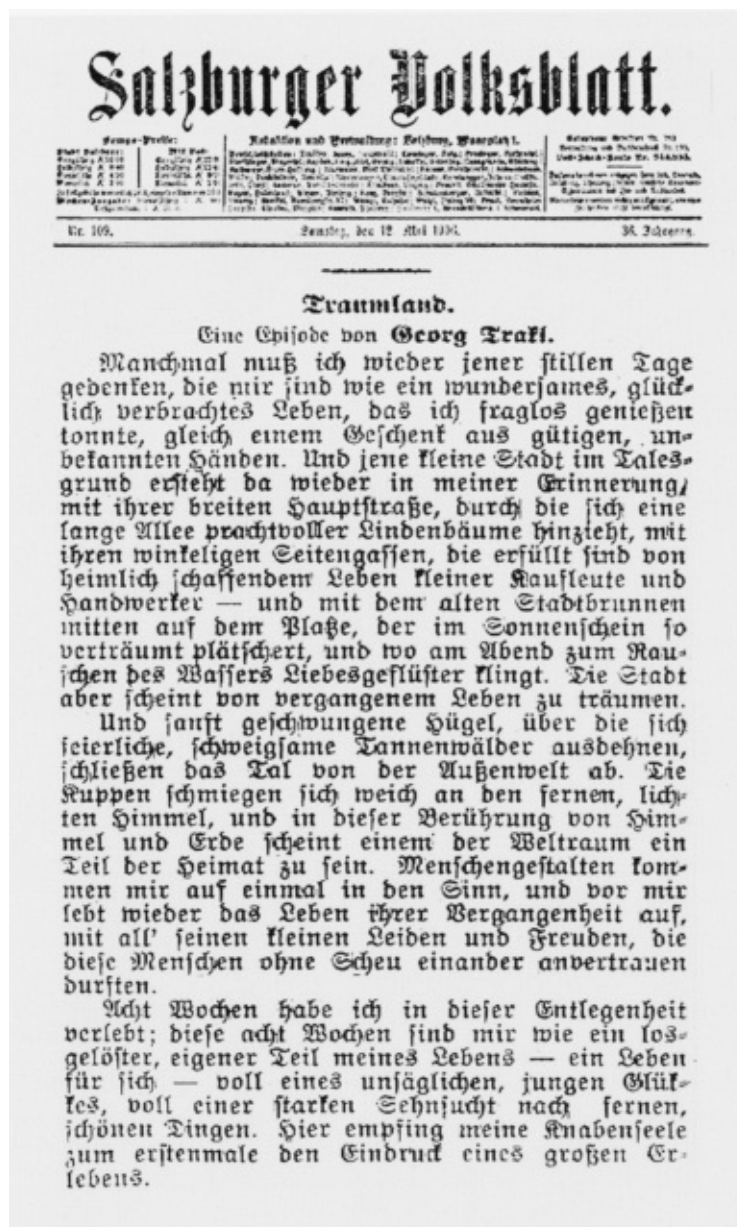 Salzburger Volksblatt.
Redaktion und Verwaltung: Salzburg,
Nr. 109.
Samstag, den 12. Mai 1906.
36. Jahrgang.
Traumland.
Eine Episode von Georg Trakl.
Manchmal muß ich wieder jener stillen Tage
gedenken, die mir sind wie ein wundersames, glück-
lich verbrachtes Leben, das ich fraglos genießen
konnte, gleich einem Geschenk aus gütigen, un-
bekannten Händen. Und jene kleine Stadt im Tales-
grund ersteht da wieder in meiner Erinnerung,
mit ihrer breiten Hauptstraße, durch die sich eine
lange Allee prachtvoller Lindenbäume hinzieht, mit
ihren winkeligen Seitengassen, die erfüllt sind von
heimlich schaffendem Leben kleiner Kaufleute und
Handwerker — und mit dem alten Stadtbrunnen
mitten auf dem Platze, der im Sonnenschein so
verträumt plätschert, und wo am Abend zum Rau-
schen des Wassers Liebesgeflüster klingt. Die Stadt
aber scheint von vergangenem Leben zu träumen.
Und sanft geschwungene Hügel, über die sich
feierliche, schweigsame Tannenwälder ausdehnen,
schließen das Tal von der Außenwelt ab. Die
Kuppen schmiegen sich weich an den fernen, lich-
ten Himmel, und in dieser Berührung von Him-
mel und Erde scheint einem der Weltraum ein
Teil der Heimat zu sein. Menschengestalten kom-
men mir auf einmal in den Sinn, und vor mir
lebt wieder das Leben ihrer Vergangenheit auf,
mit all' seinen kleinen Leiden und Freuden, die
diese Menschen ohne Scheu einander anvertrauen
durften.
Acht Wochen habe ich in dieser Entlegenheit
verlebt; diese acht Wochen sind mir wie ein los-
gelöster, eigener Teil meines Lebens — ein Leben
für sich — voll eines unsäglichen, jungen Glük-
kes, voll einer starken Sehnsucht nach fernen,
schönen Dingen. Hier empfing meine Knabenseele
zum erstenmale den Eindruck eines großen Er-
lebens.